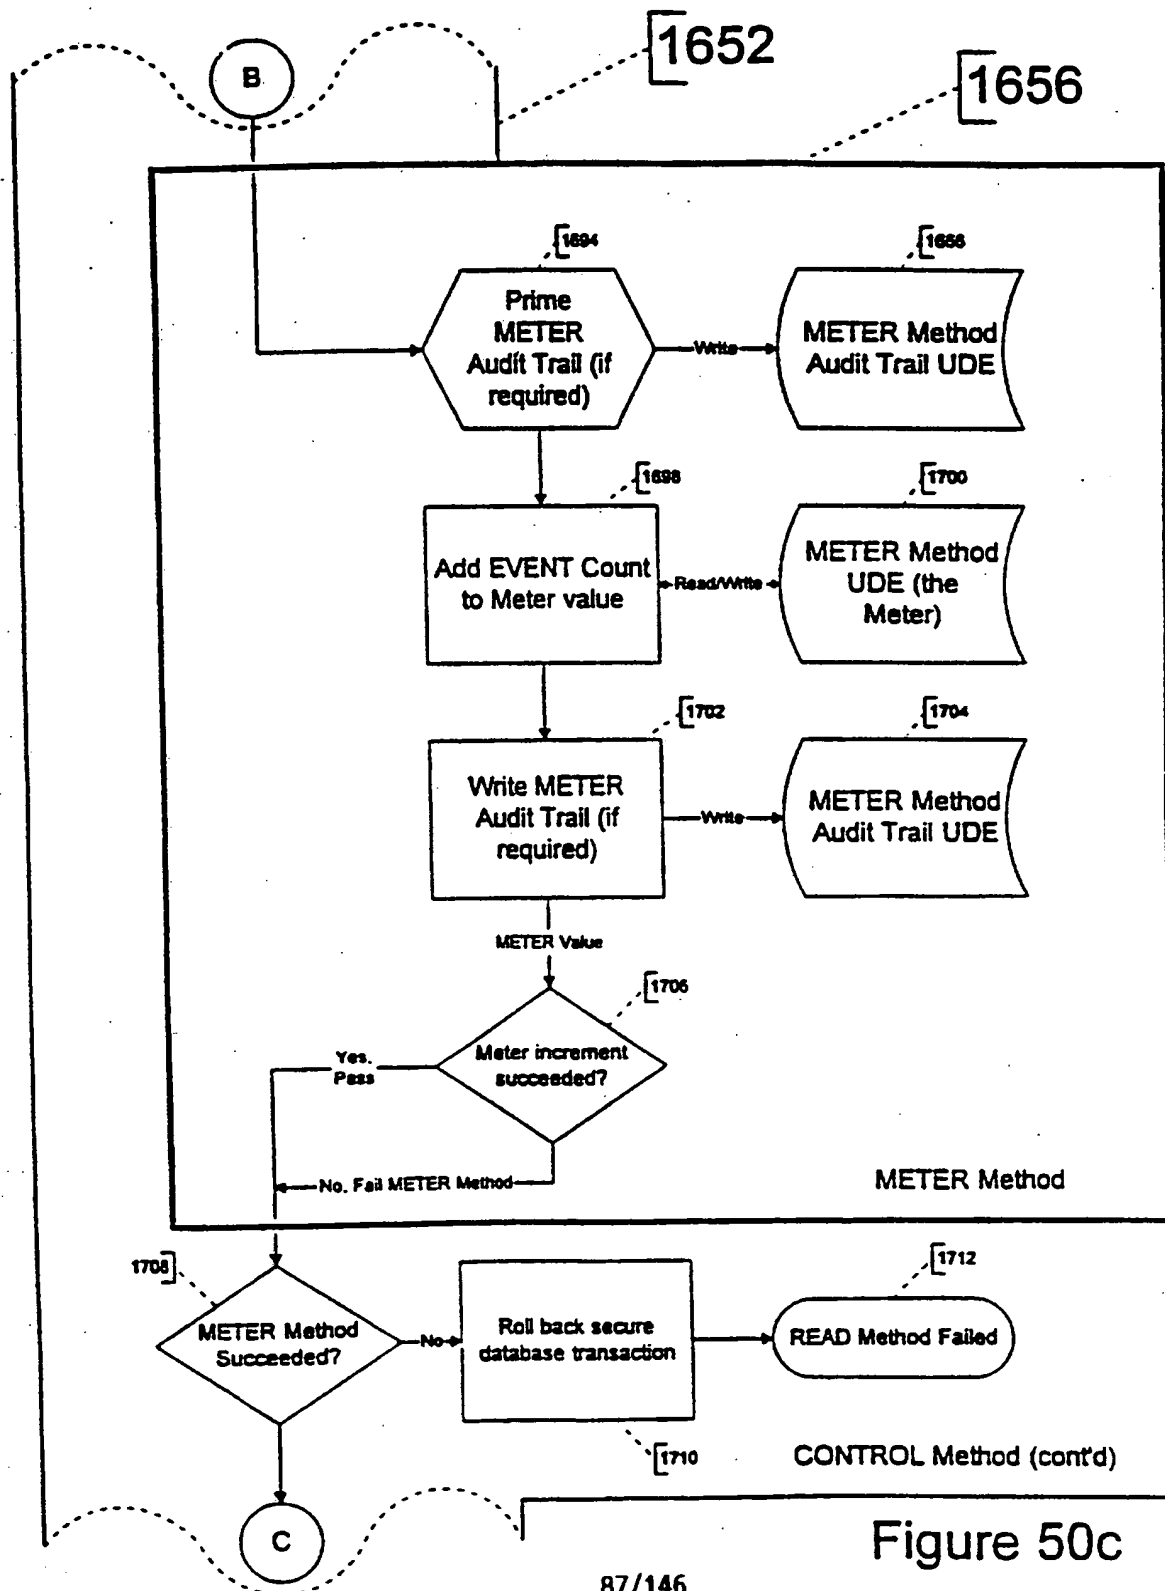 B
1652
1656
1694
Prime
METER
Audit Trail (if
required)
Write
METER Method
Audit Trail UDE
1698
Add EVENT Count
to Meter value
Read/Write
1700
METER Method
UDE (the
Meter)
1702
Write METER
Audit Trail (if
required)
Write
1704
METER Method
Audit Trail UDE
METER Value
1706
Meter increment
succeeded?
Yes.
Pass
No. Fail METER Method
METER Method
1708
METER Method
Succeeded?
No
Roll back secure
database transaction
1710
1712
READ Method Failed
CONTROL Method (cont'd)
C
Figure 50c
87/146